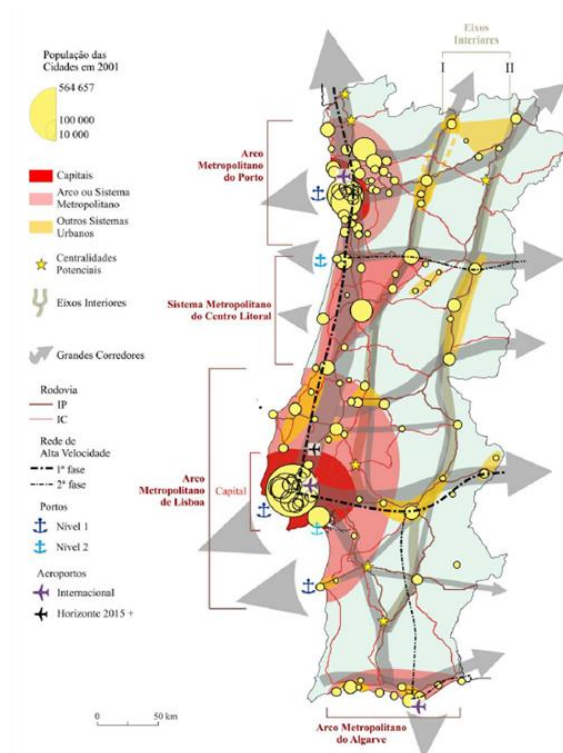 População das
Cidades em 2001
564 657
100 000
10 000
Capitais
Arco ou Sistema
Metropolitano
Outros Sistemas
Urbanos
Centralidades
Potenciais
Eixos Interiores
Grandes Corredores
Rodovia
IP
IC
Rede de
Alta Velocidade
1ª fase
2ª fase
Portos
Nível 1
Nível 2
Aeroportos
Internacional
Horizonte 2015 +
0
50 km
Eixos
Interiores
I
II
Arco
Metropolitano
do Porto
Sistema Metropolitano
do Centro Litoral
Arco
Metropolitano
de Lisboa
Capital
Arco Metropolitano
do Algarve